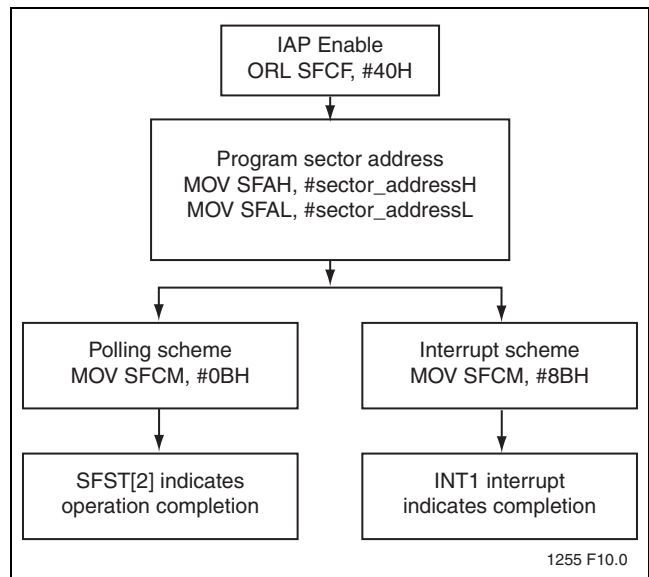 IAP Enable
ORL SFCF, #40H
Program sector address
MOV SFAH, #sector_addressH
MOV SFAL, #sector_addressL
Polling scheme
MOV SFCM, #0BH
Interrupt scheme
MOV SFCM, #8BH
SFST[2] indicates
operation completion
INT1 interrupt
indicates completion
1255 F10.0